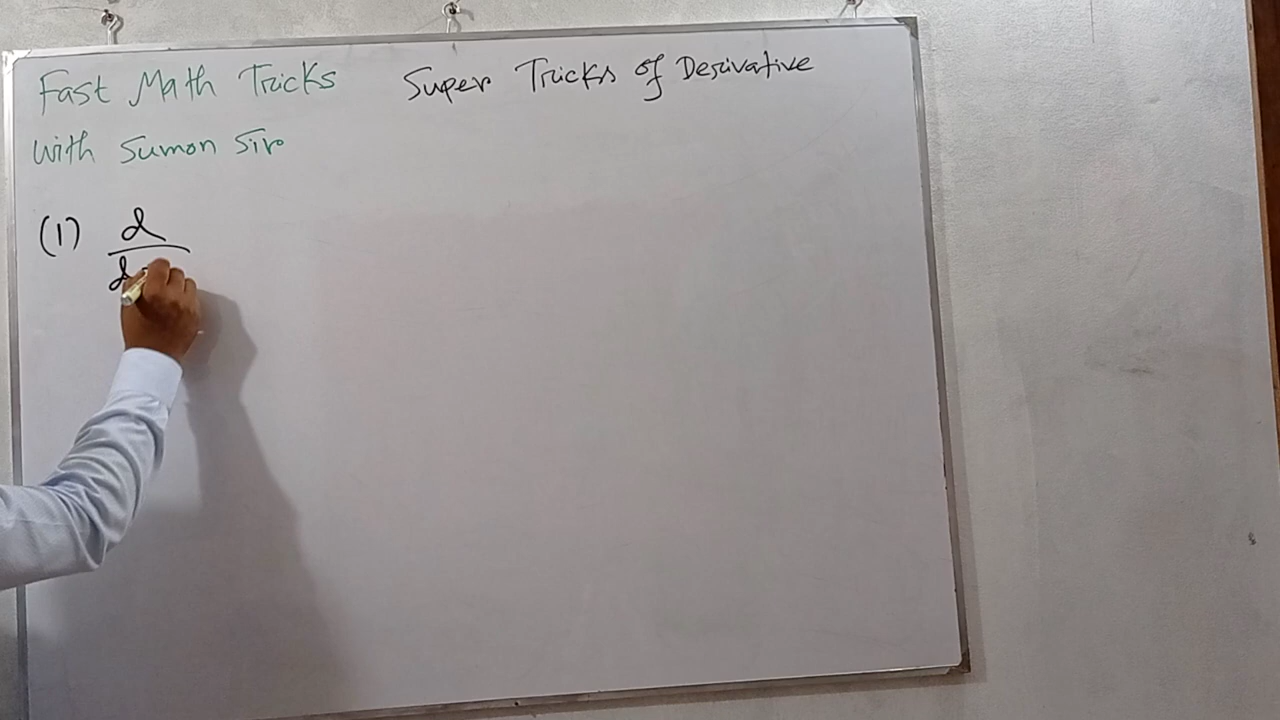 Fast Math Tricks
With Sumon Sir
Super Tricks of Derivative
(1) d
d